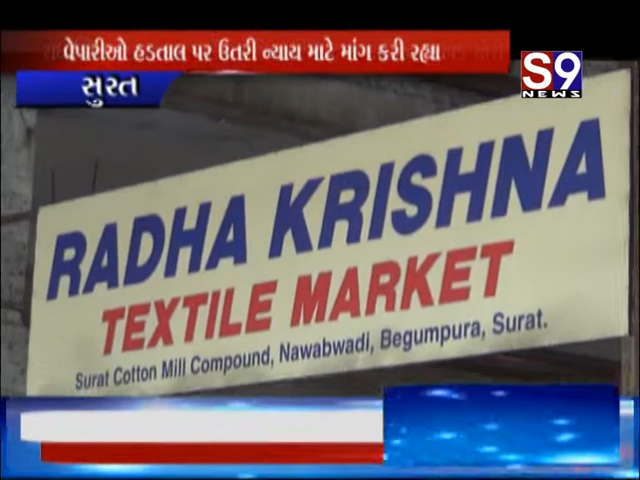 વેપારીઓ હડતાલ પર ઉતરી ન્યાય માટે માંગ કરી રહ્યા
સુરત
S9
NEWS
RADHA KRISHNA
TEXTILE MARKET
Surat Cotton Mill Compound, Nawabwadi, Begumpura, Surat.